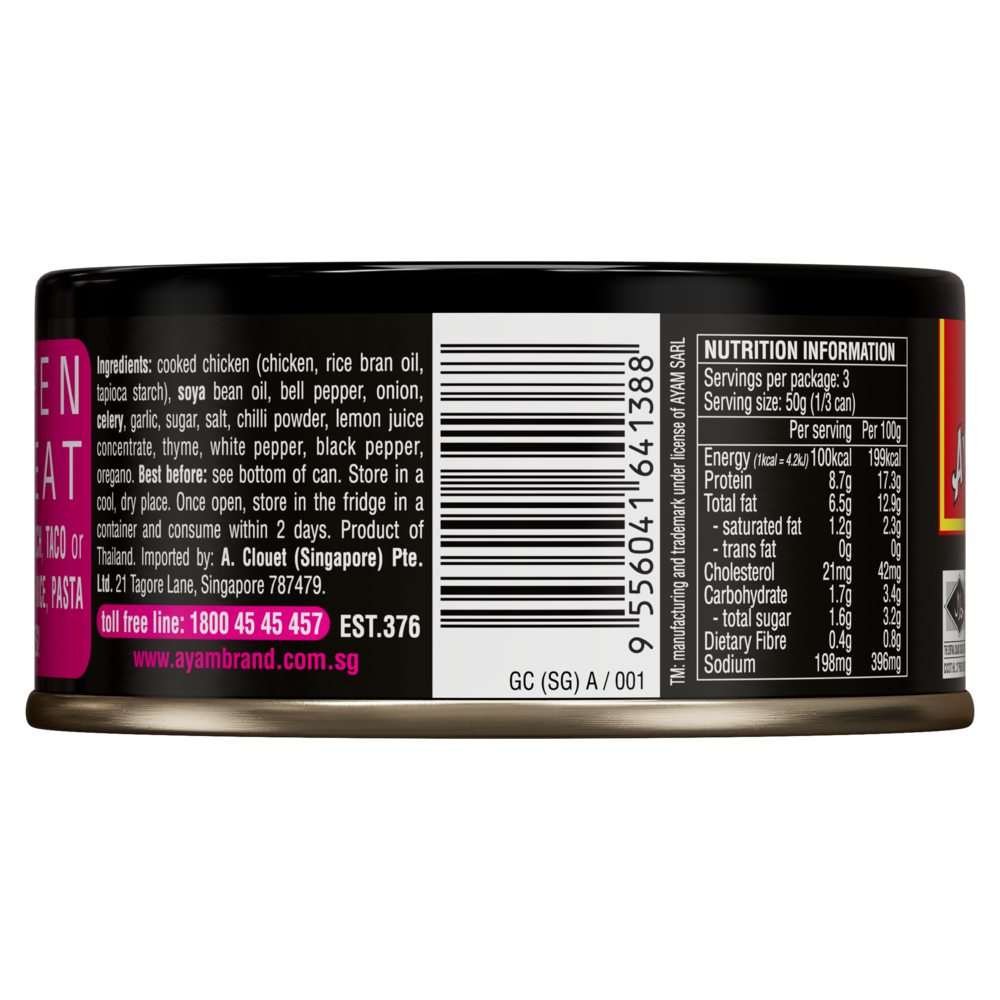 EN
EAT
TACO or
PASTA
Ingredients: cooked chicken (chicken, rice bran oil,
tapioca starch), soya bean oil, bell pepper, onion,
celery, garlic, sugar, salt, chilli powder, lemon juice
concentrate, thyme, white pepper, black pepper,
oregano. Best before: see bottom of can. Store in a
cool, dry place. Once open, store in the fridge in a
container and consume within 2 days. Product of
Thailand. Imported by: A. Clouet (Singapore) Pte.
Ltd. 21 Tagore Lane, Singapore 787479.
toll free line: 1800 45 45 457 EST.376
www.ayambrand.com.sg
9 556041 641388
GC (SG) A / 001
TM: manufacturing and trademark under license of AYAM SARL
NUTRITION INFORMATION
Servings per package: 3
Serving size: 50g (1/3 can)
Per serving Per 100g
Energy (1kcal = 4.2kJ) 100kcal 199kcal
Protein 8.7g 17.3g
Total fat 6.5g 12.9g
- saturated fat 1.2g 2.3g
- trans fat 0g 0g
Cholesterol 21mg 42mg
Carbohydrate 1.7g 3.4g
- total sugar 1.6g 3.2g
Dietary Fibre 0.4g 0.8g
Sodium 198mg 396mg